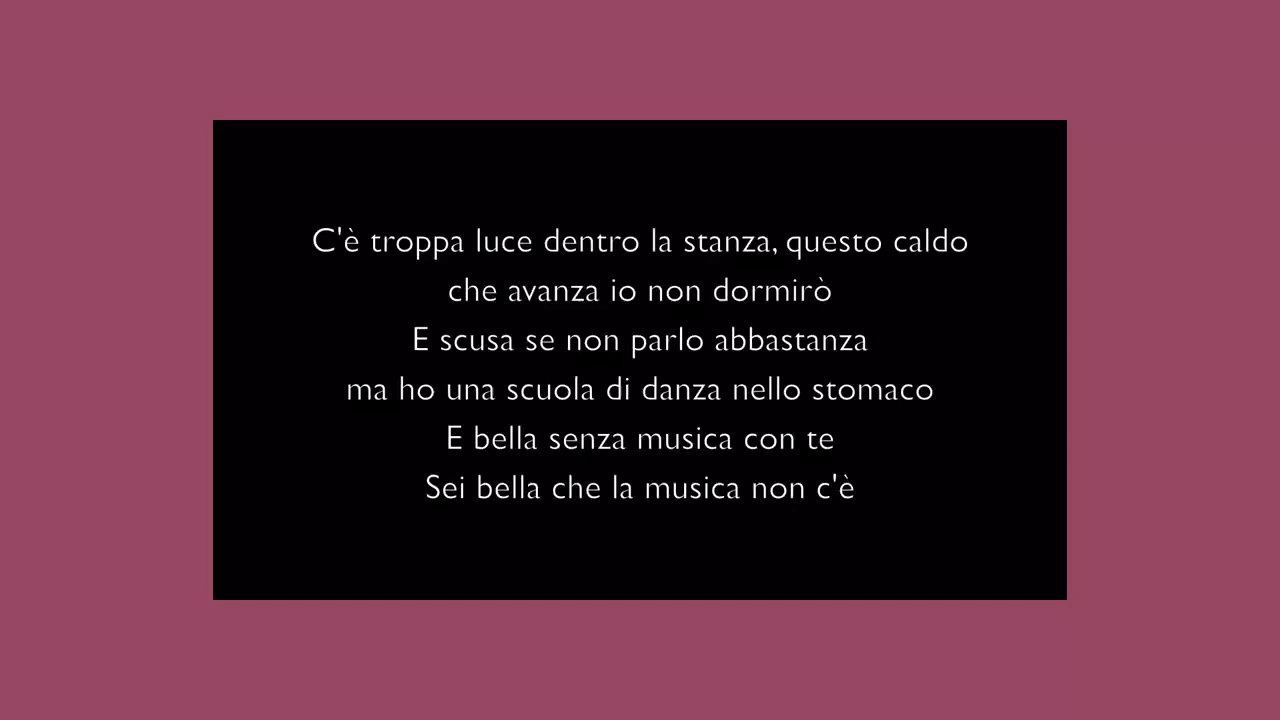 C'è troppa luce dentro la stanza, questo caldo
che avanza io non dormirò
E scusa se non parlo abbastanza
ma ho una scuola di danza nello stomaco
E bella senza musica con te
Sei bella che la musica non c'è